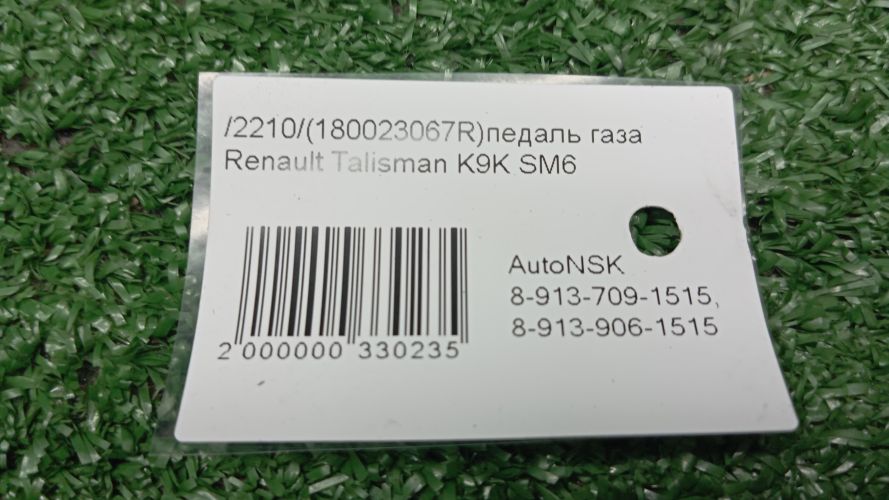 /2210/(180023067R)педаль газа
Renault Talisman K9K SM6
AutoNSK
8-913-709-1515,
8-913-906-1515
2 000000 330235